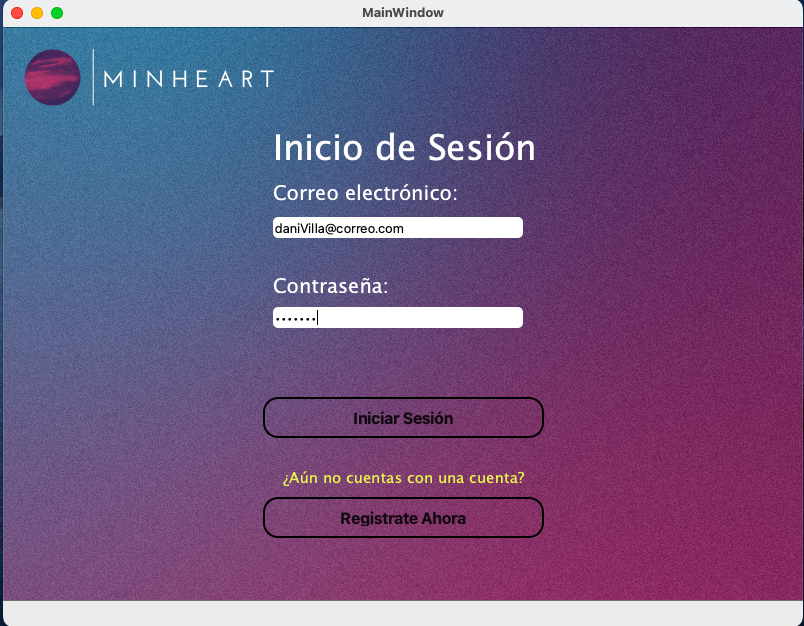 MainWindow
MINHEART
Inicio de Sesión
Correo electrónico:
daniVilla@correo.com
Contraseña:
•••••••
Iniciar Sesión
¿Aún no cuentas con una cuenta?
Registrate Ahora